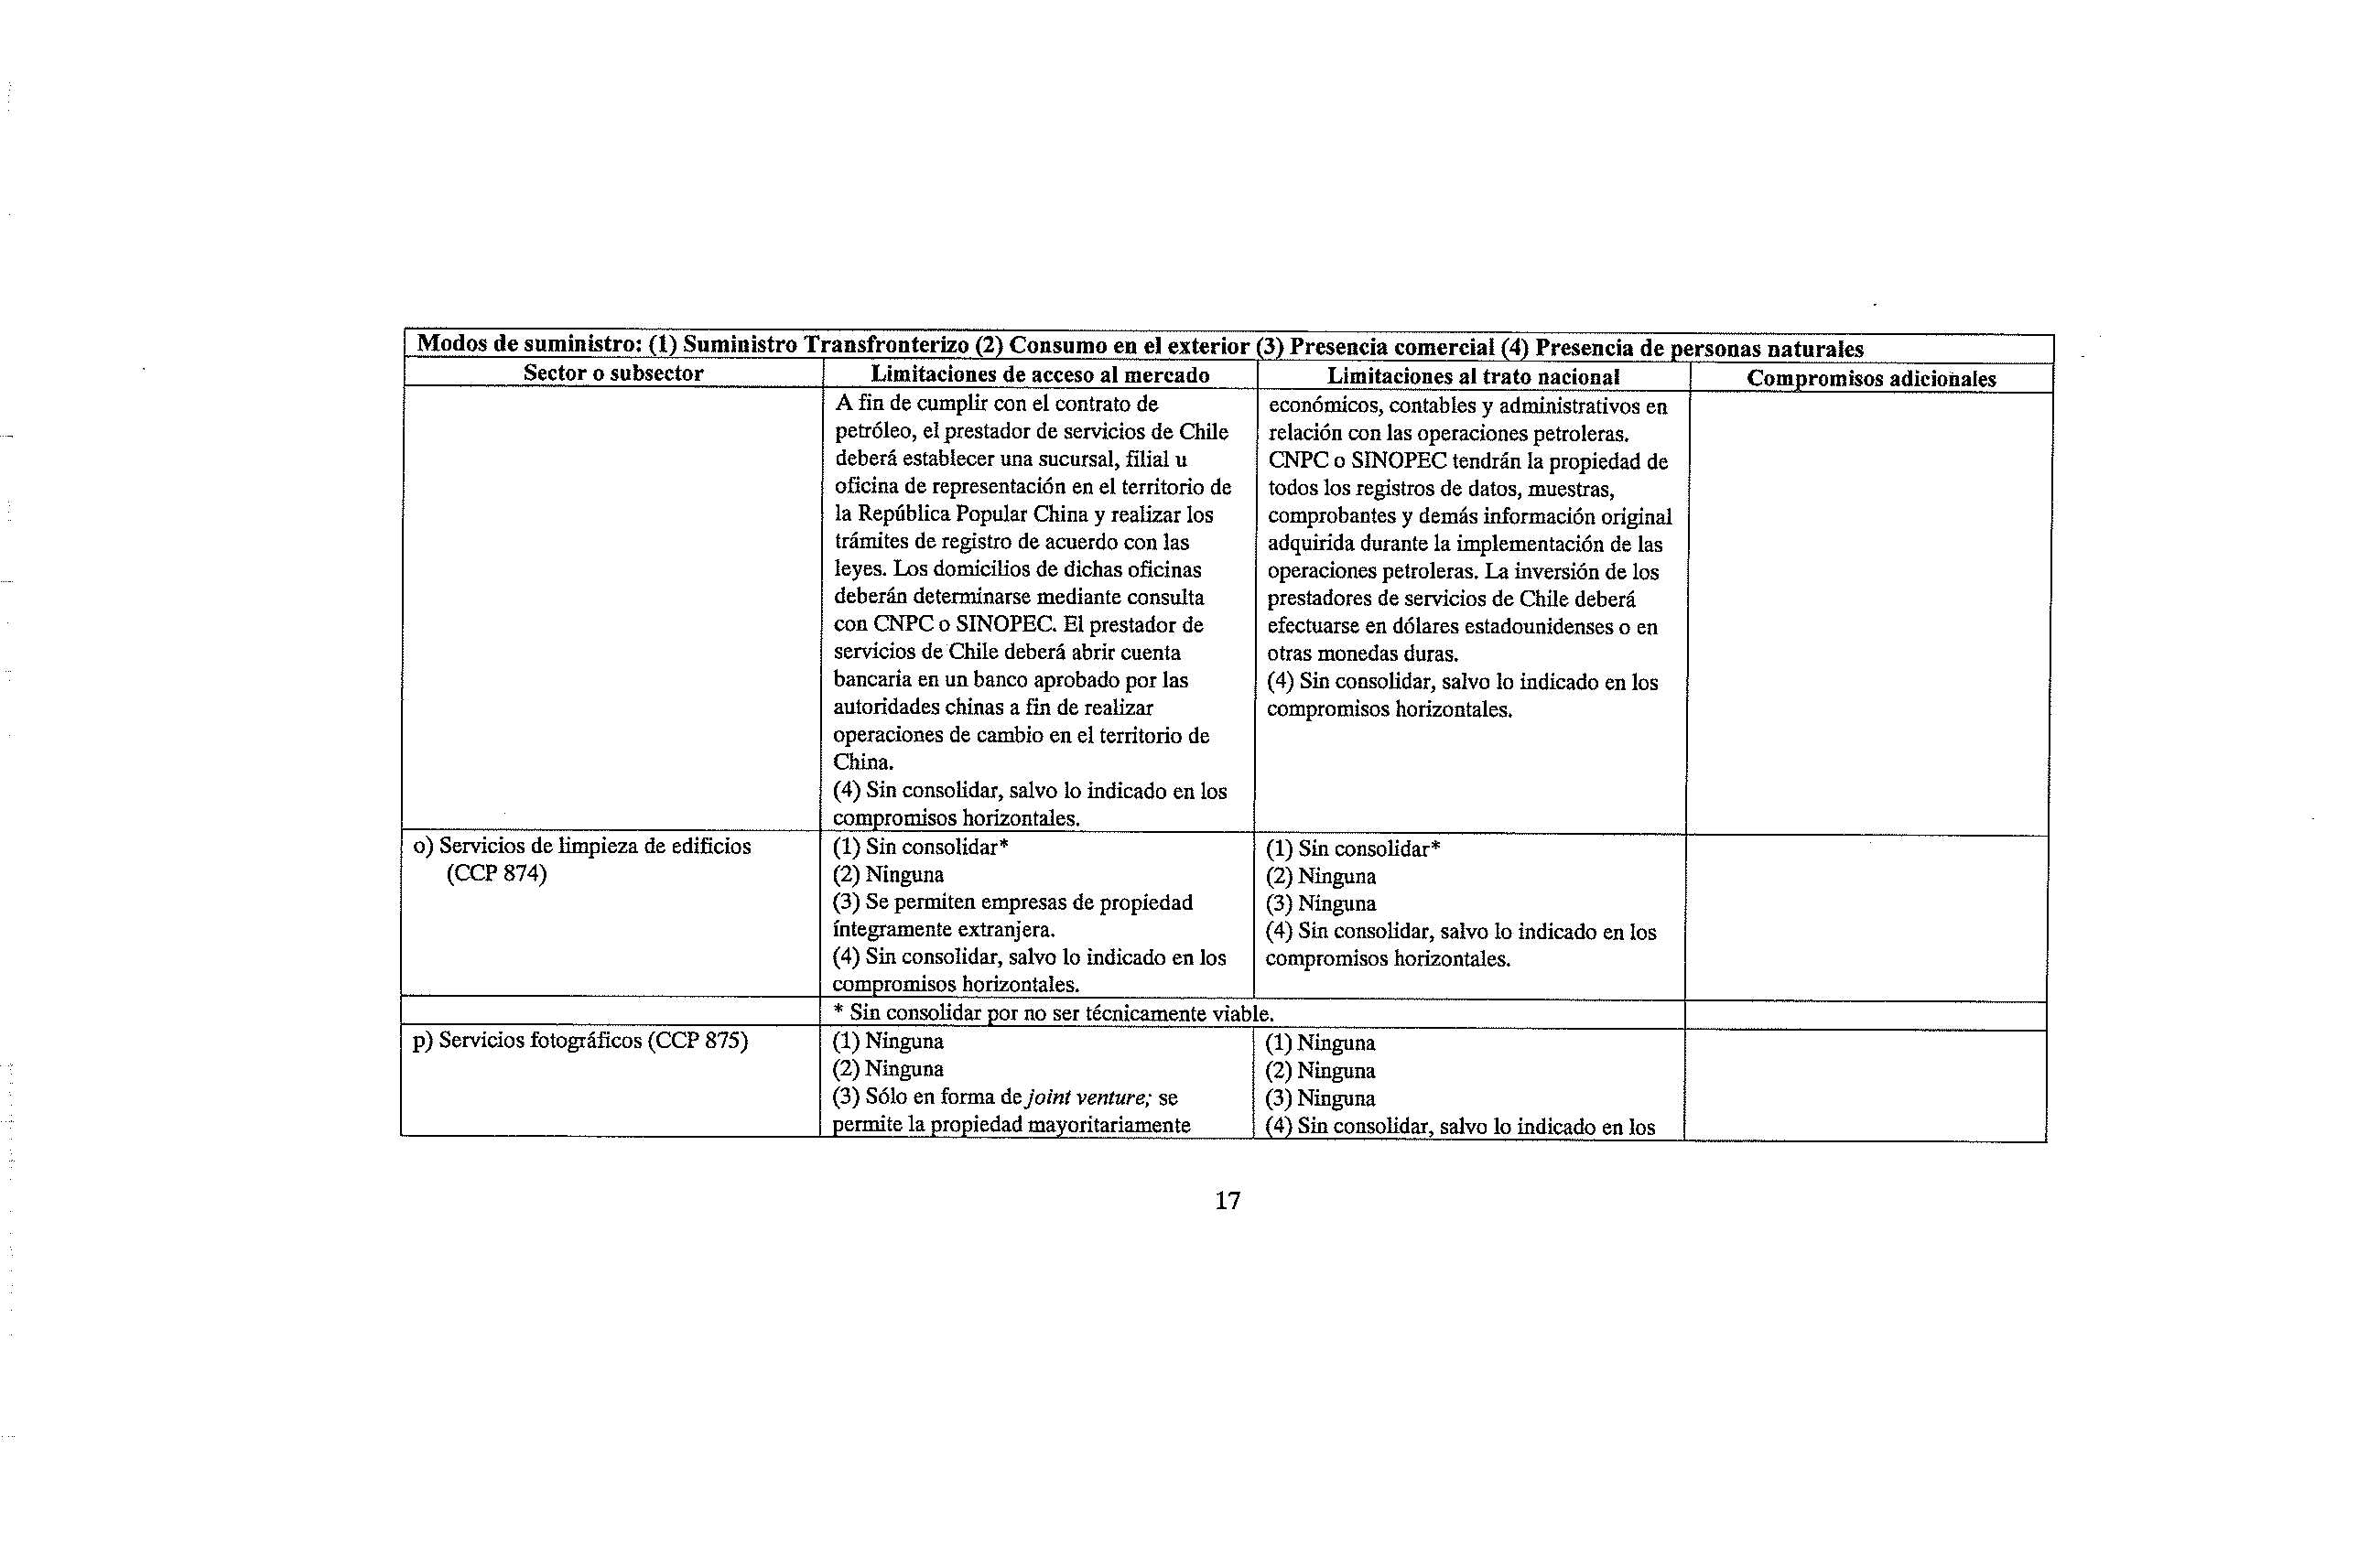 Modos de suministro: (1) Suministro Transfronterizo (2) Consumo en el exterior (3) Presencia comercial (4) Presencia de personas naturales
Sector o subsector
Limitaciones de acceso al mercado
Limitaciones al trato nacional
Compromisos adicionales
A fin de cumplir con el contrato de
petróleo, el prestador de servicios de Chile
deberá establecer una sucursal, filial u
oficina de representación en el territorio de
la República Popular China y realizar los
trámites de registro de acuerdo con las
leyes. Los domicilios de dichas oficinas
deberán determinarse mediante consulta
con CNPC o SINOPEC. El prestador de
servicios de Chile deberá abrir cuenta
bancaria en un banco aprobado por las
autoridades chinas a fin de realizar
operaciones de cambio en el territorio de
China.
(4) Sin consolidar, salvo lo indicado en los
compromisos horizontales.
económicos, contables y administrativos en
relación con las operaciones petroleras.
CNPC o SINOPEC tendrán la propiedad de
todos los registros de datos, muestras,
comprobantes y demás información original
adquirida durante la implementación de las
operaciones petroleras. La inversión de los
prestadores de servicios de Chile deberá
efectuarse en dólares estadounidenses o en
otras monedas duras.
(4) Sin consolidar, salvo lo indicado en los
compromisos horizontales.
o) Servicios de limpieza de edificios
(CCP 874)
(1) Sin consolidar*
(2) Ninguna
(3) Se permiten empresas de propiedad
íntegramente extranjera.
(4) Sin consolidar, salvo lo indicado en los
compromisos horizontales.
(1) Sin consolidar*
(2) Ninguna
(3) Ninguna
(4) Sin consolidar, salvo lo indicado en los
compromisos horizontales.
* Sin consolidar por no ser técnicamente viable.
p) Servicios fotográficos (CCP 875)
(1) Ninguna
(2) Ninguna
(3) Sólo en forma de joint venture; se
permite la propiedad mayoritariamente
(1) Ninguna
(2) Ninguna
(3) Ninguna
(4) Sin consolidar, salvo lo indicado en los
17